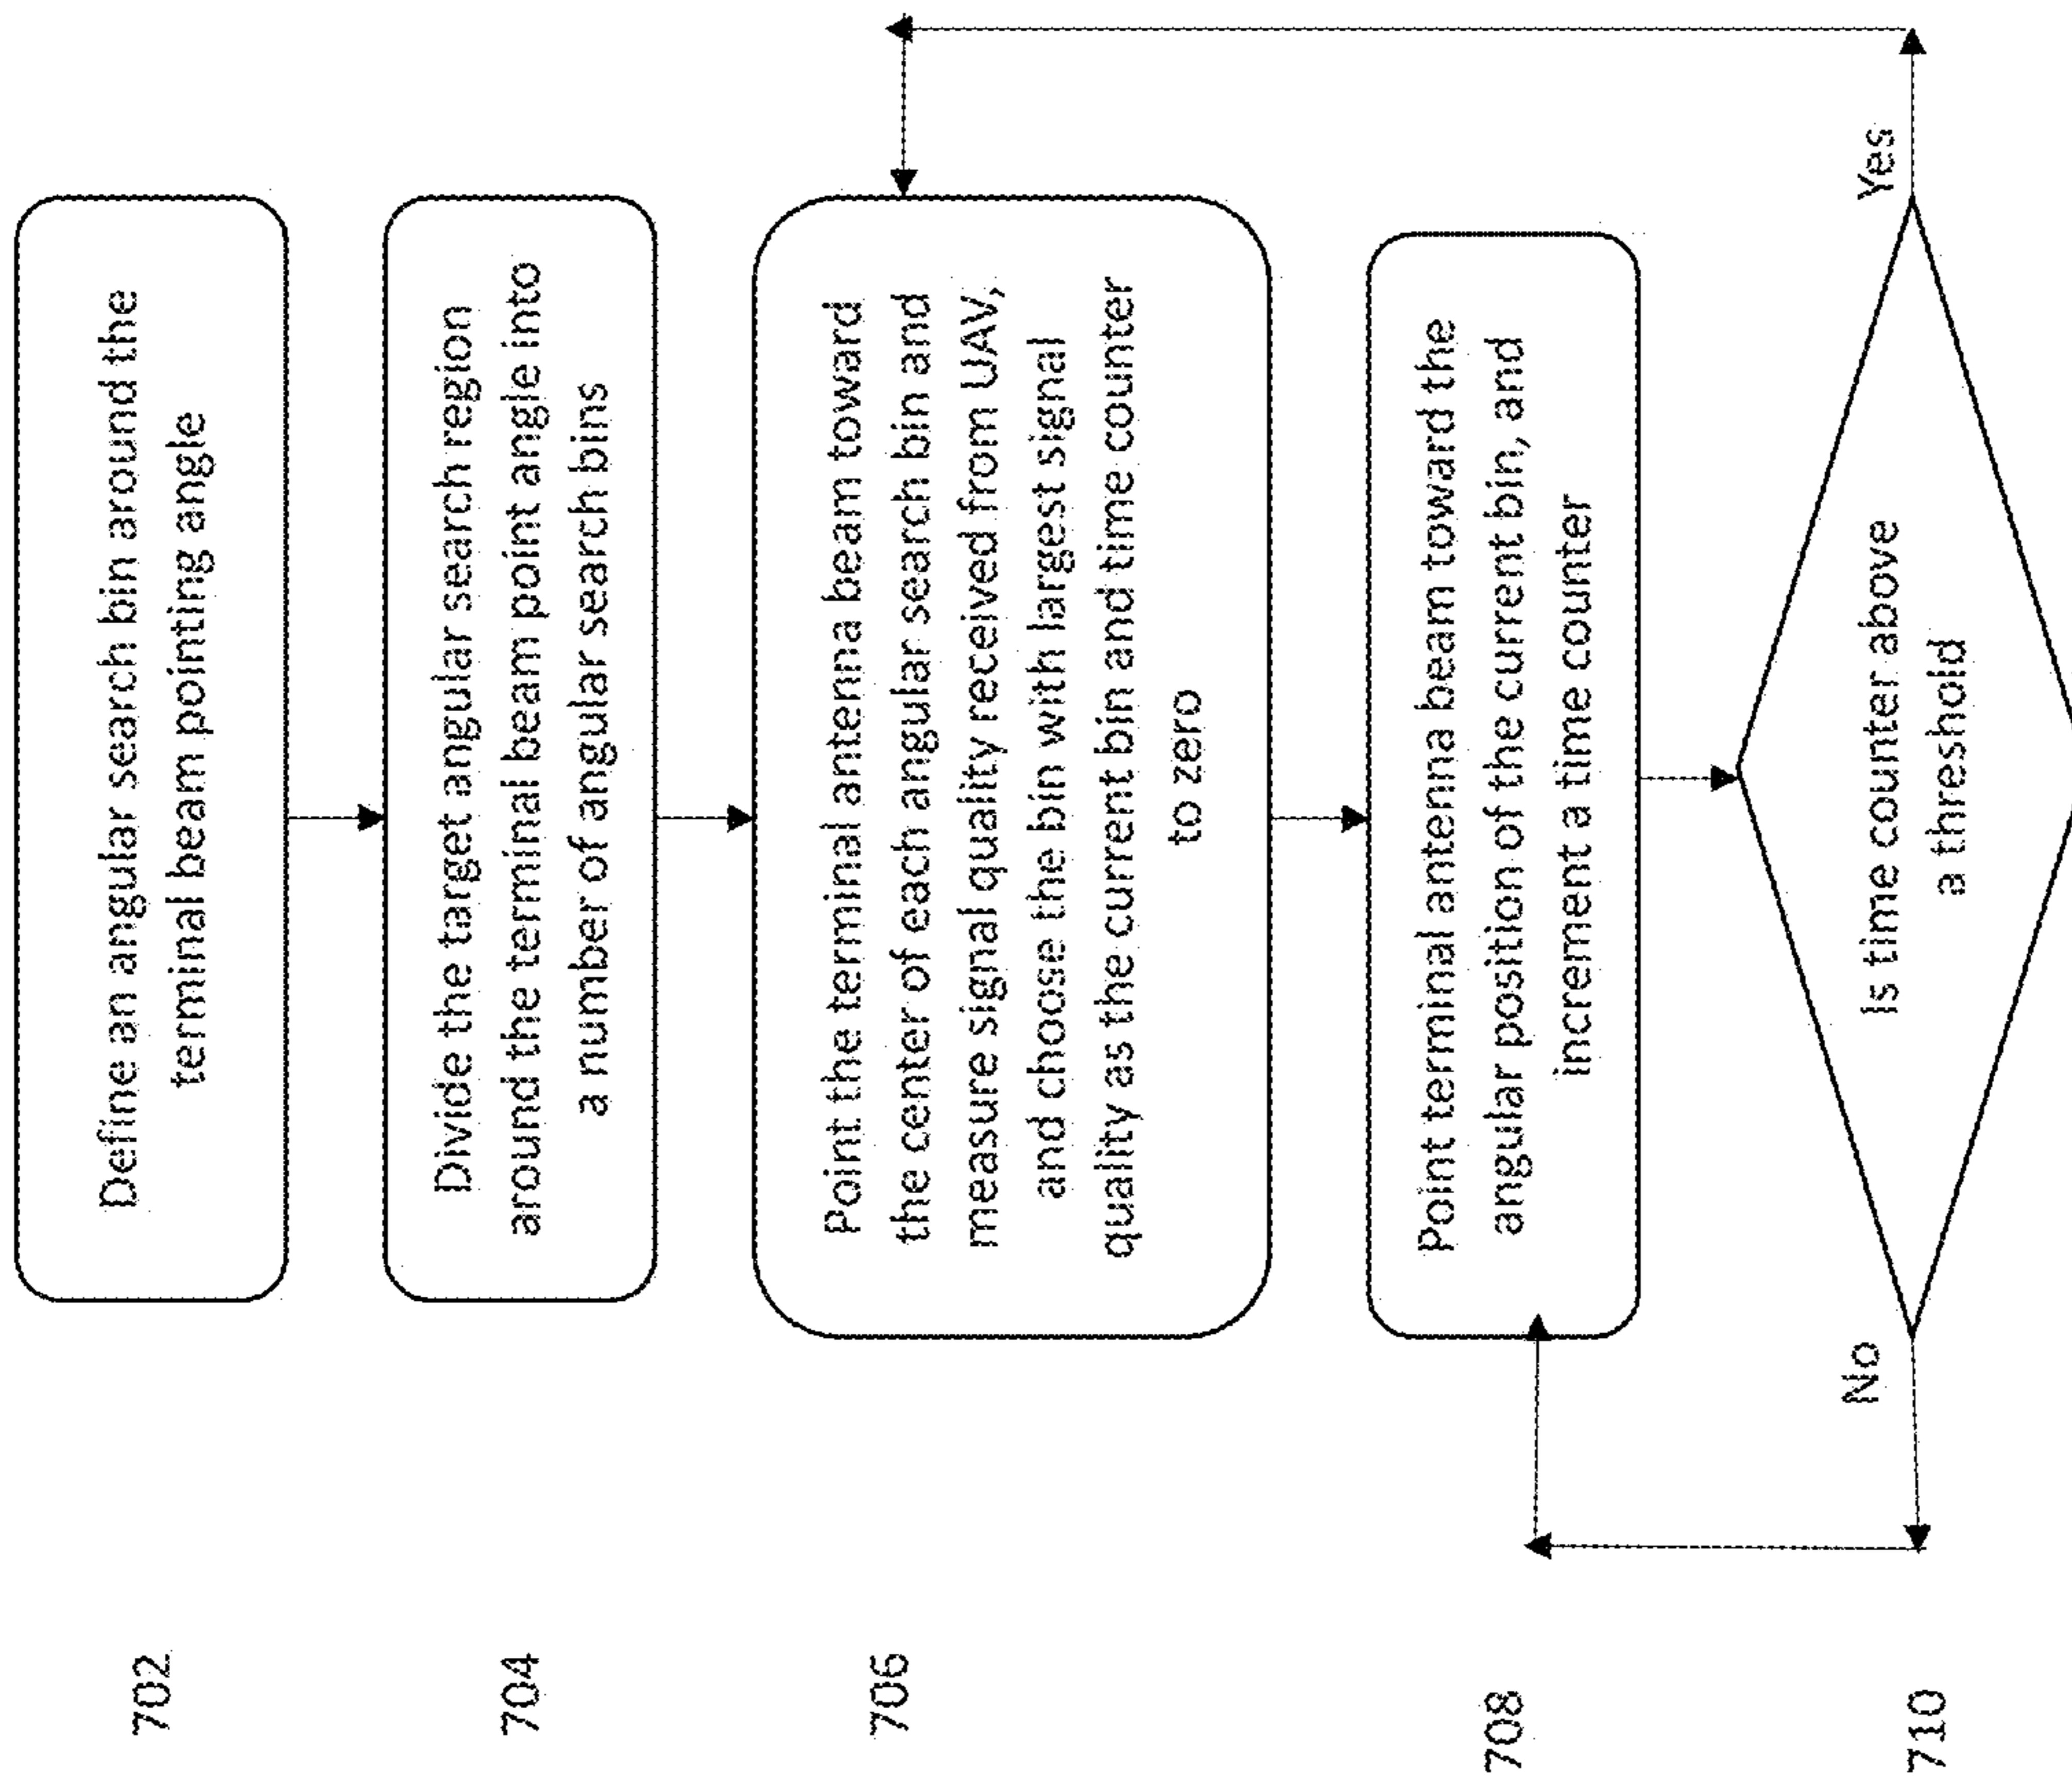 702
Define an angular search bin around the
terminal beam pointing angle
704
Divide the target angular search region
around the terminal beam point angle into
a number of angular search bins
706
Point the terminal antenna beam toward
the center of each angular search bin and
measure signal quality received from UAV,
and choose the bin with largest signal
quality as the current bin and time counter
to zero
708
Point terminal antenna beam toward the
angular position of the current bin, and
increment a time counter
710
No
Is time counter above
a threshold
Yes